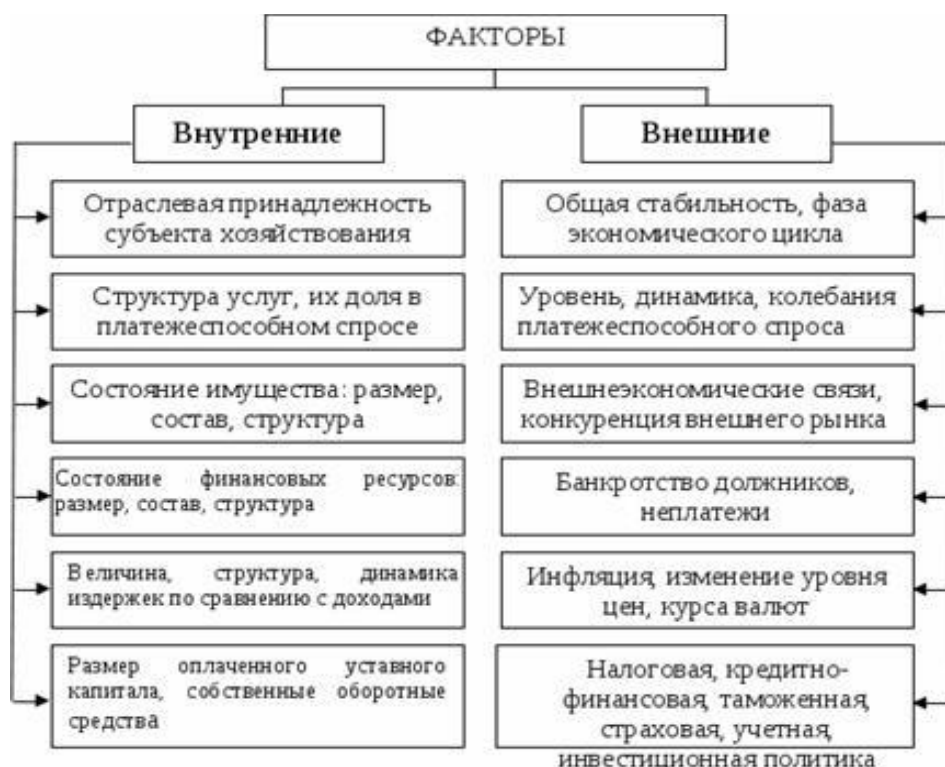 ФАКТОРЫ
Внутренние
Отраслевая принадлежность
субъекта хозяйствования
Структура услуг, их доля в
платежеспособном спросе
Состояние имущества: размер,
состав, структура
Состояние финансовых ресурсов:
размер, состав, структура
Величина, структура, динамика
издержек по сравнению с доходами
Размер оплаченного уставного
капитала, собственные оборотные
средства
Внешние
Общая стабильность, фаза
экономического цикла
Уровень, динамика, колебания
платежеспособного спроса
Внешнеэкономические связи,
конкуренция внешнего рынка
Банкротство должников,
неплатежи
Инфляция, изменение уровня
цен, курса валют
Налоговая, кредитно-
финансовая, таможенная,
страховая, учетная,
инвестиционная политика